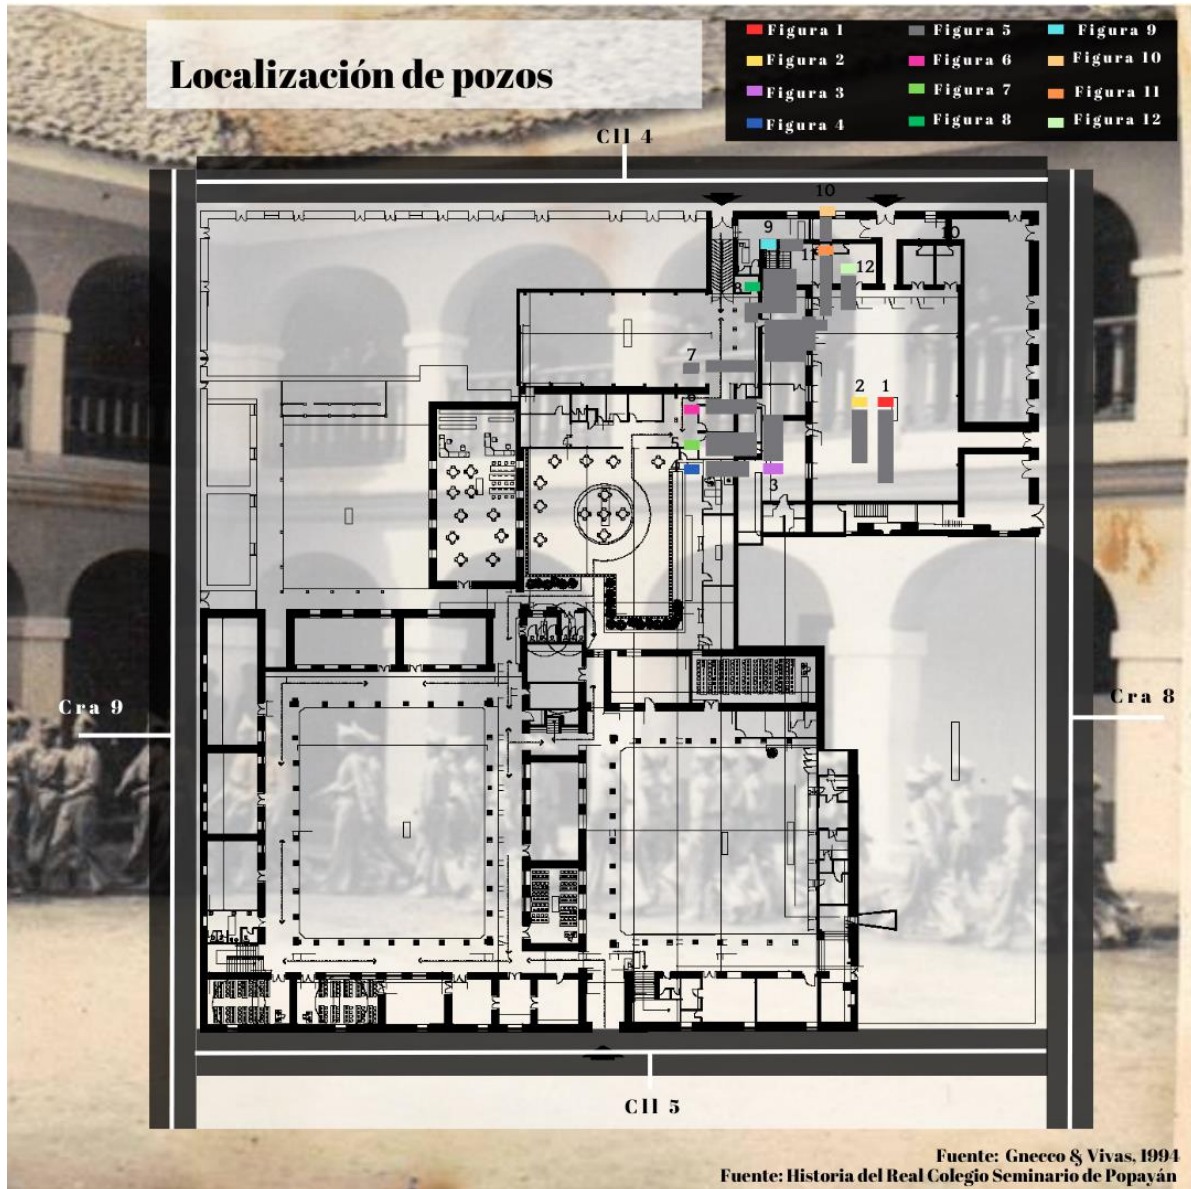 Localización de pozos
Figura 1
Figura 2
Figura 3
Figura 4
Figura 5
Figura 6
Figura 7
Figura 8
Figura 9
Figura 10
Figura 11
Figura 12
Cll 4
10
9
10
11
12
8
7
2
1
6
5
4
3
Cra 9
Cra 8
Cll 5
Fuente: Gnecco & Vivas, 1994
Fuente: Historia del Real Colegio Seminario de Popayán